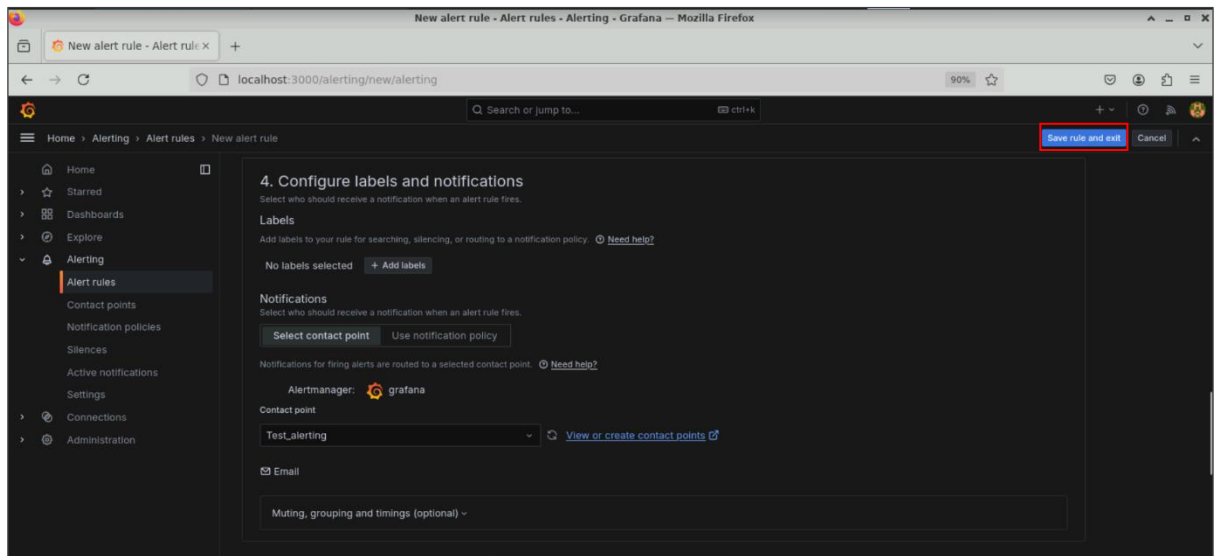 New alert rule - Alert rules - Alerting - Grafana — Mozilla Firefox
New alert rule - Alert rule
localhost:3000/alerting/new/alerting
90%
Search or jump to...
ctrl+k
Home › Alerting › Alert rules › New alert rule
Save rule and exit
Cancel
Home
Starred
Dashboards
Explore
Alerting
Alert rules
Contact points
Notification policies
Silences
Active notifications
Settings
Connections
Administration
4. Configure labels and notifications
Select who should receive a notification when an alert rule fires.
Labels
Add labels to your rule for searching, silencing, or routing to a notification policy. Need help?
No labels selected + Add labels
Notifications
Select who should receive a notification when an alert rule fires.
Select contact point Use notification policy
Notifications for firing alerts are routed to a selected contact point. Need help?
Alertmanager: grafana
Contact point
Test_alerting View or create contact points
Email
Muting, grouping and timings (optional)